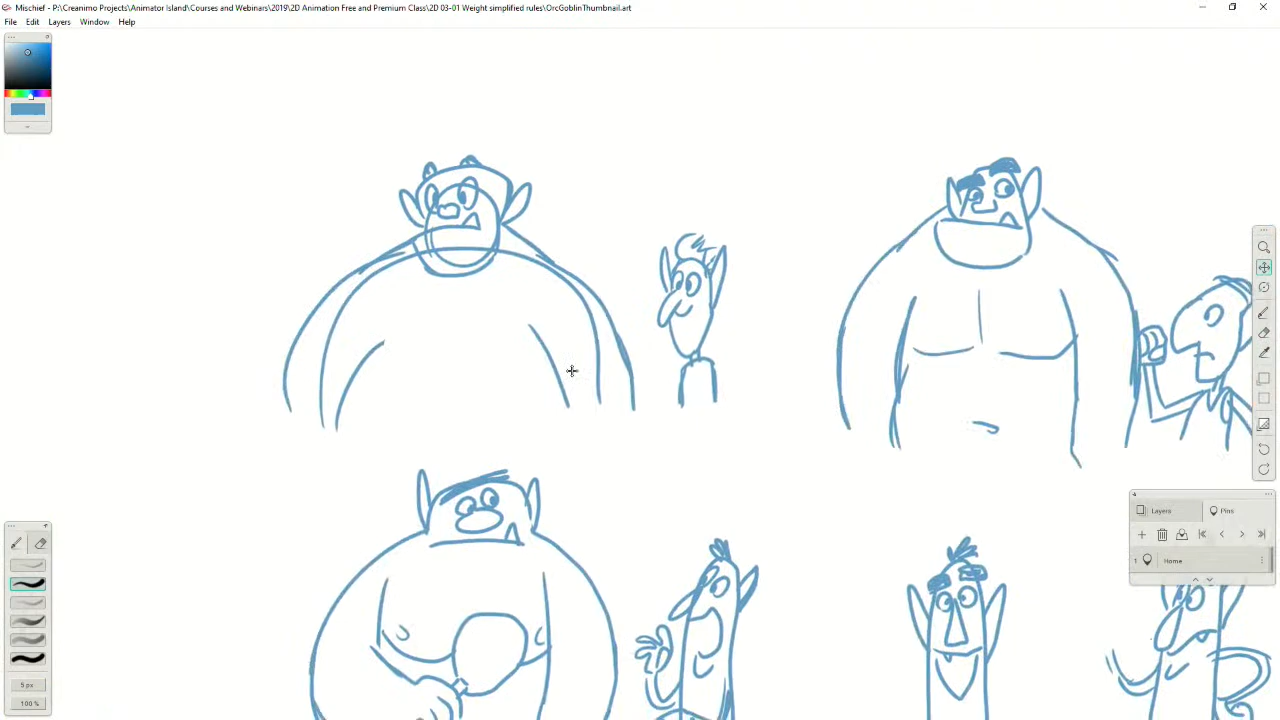 Mischief - P:\Creanimo Projects\Animator Island\Courses and Webinars\2019\2D Animation Free and Premium Class\2D 03-01 Weight simplified rules\OrcGoblinThumbnail.art
File Edit Layers Window Help
Layers Pins
1 Home
5 px
100 %